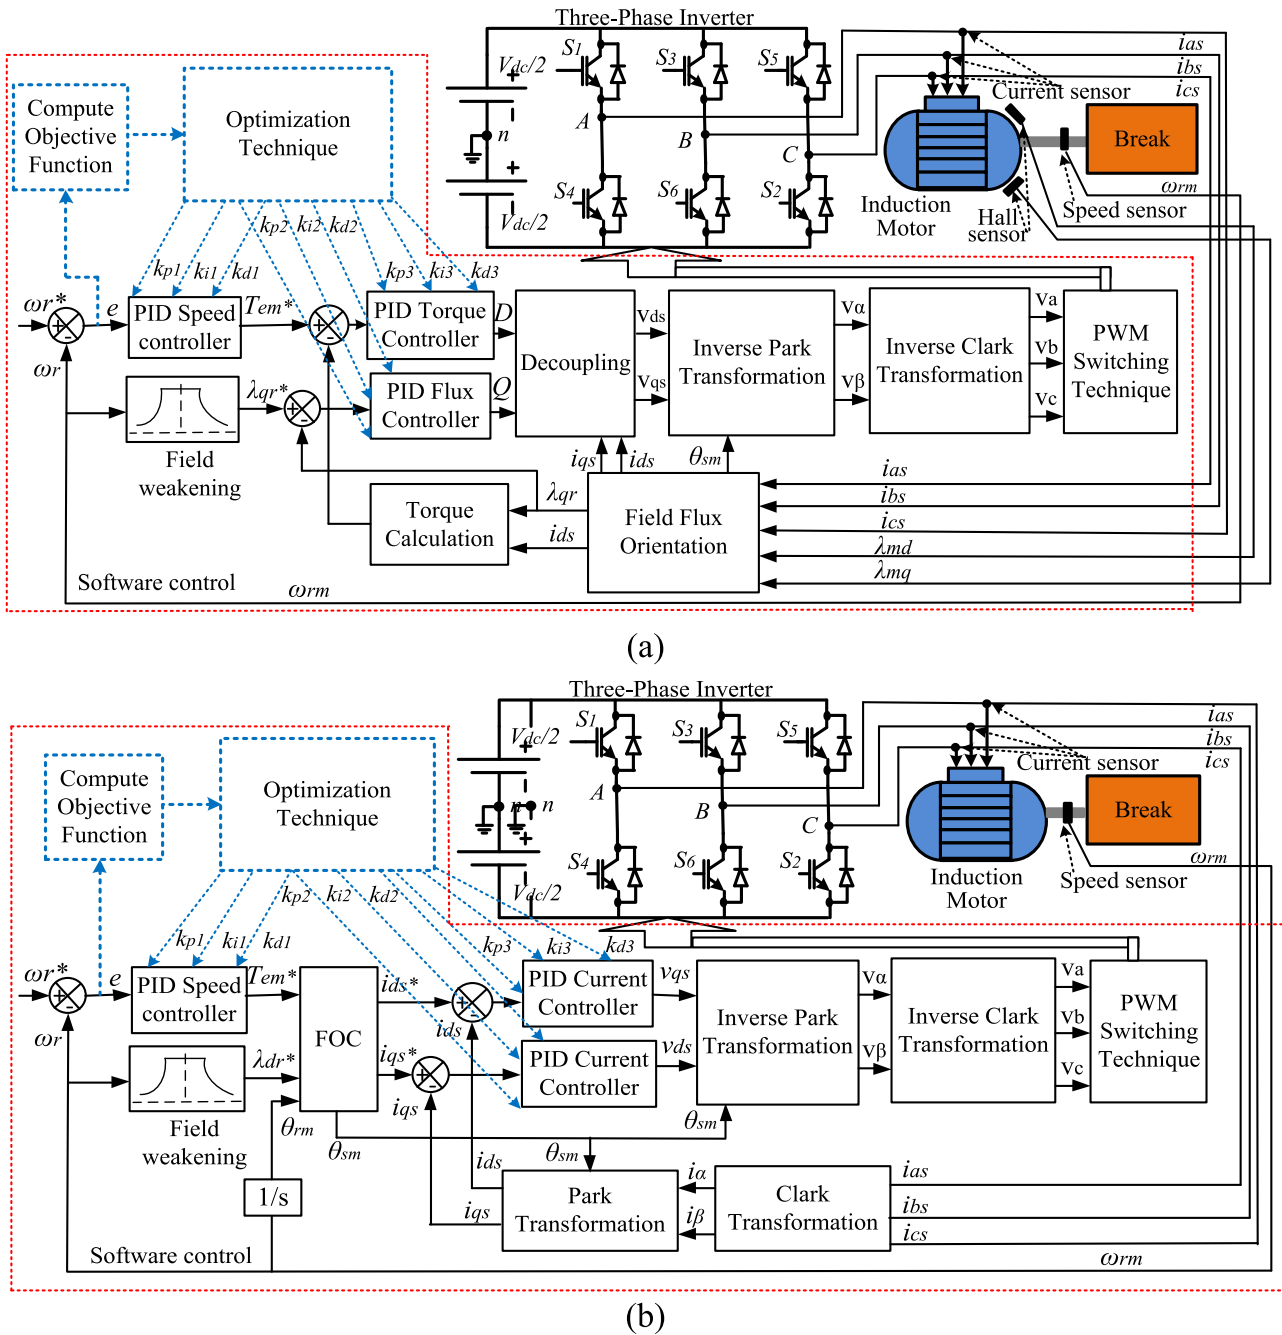 Three-Phase Inverter
Vdc/2
+
S1
S3
S5
ias
ibs
ics
Current sensor
Compute
Objective
Function
Optimization
Technique
n
A
B
C
Break
+
Vdc/2
S4
S6
S2
Induction
Motor
Hall
sensor
Speed sensor
ωrm
kp1
ki1
kd1
kp2
ki2
kd2
kp3
ki3
kd3
ωr*
+
-
e
PID Speed
controller
Tem*
+
-
PID Torque
Controller
D
Decoupling
vds
vqs
Inverse Park
Transformation
vα
vβ
Inverse Clark
Transformation
va
vb
vc
PWM
Switching
Technique
ωr
λqr*
+
-
PID Flux
Controller
Q
Field
weakening
iqs
ids
θsm
λqr
ids
Torque
Calculation
Field Flux
Orientation
ias
ibs
ics
λmd
λmq
Software control
ωrm
(a)
Three-Phase Inverter
Vdc/2
+
S1
S3
S5
ias
ibs
ics
Current sensor
Compute
Objective
Function
Optimization
Technique
n
n
A
B
C
Break
+
Vdc/2
S4
S6
S2
Induction
Motor
Speed sensor
ωrm
kp1
ki1
kd1
kp2
ki2
kd2
kp3
ki3
kd3
ωr*
+
-
e
PID Speed
controller
Tem*
FOC
ids*
+
-
ids
PID Current
Controller
vqs
Inverse Park
Transformation
vα
vβ
Inverse Clark
Transformation
va
vb
vc
PWM
Switching
Technique
ωr
λdr*
iqs*
+
-
iqs
PID Current
Controller
vds
Field
weakening
θrm
θsm
θsm
θsm
1/s
ids
iqs
Park
Transformation
iα
iβ
Clark
Transformation
ias
ibs
ics
Software control
ωrm
(b)